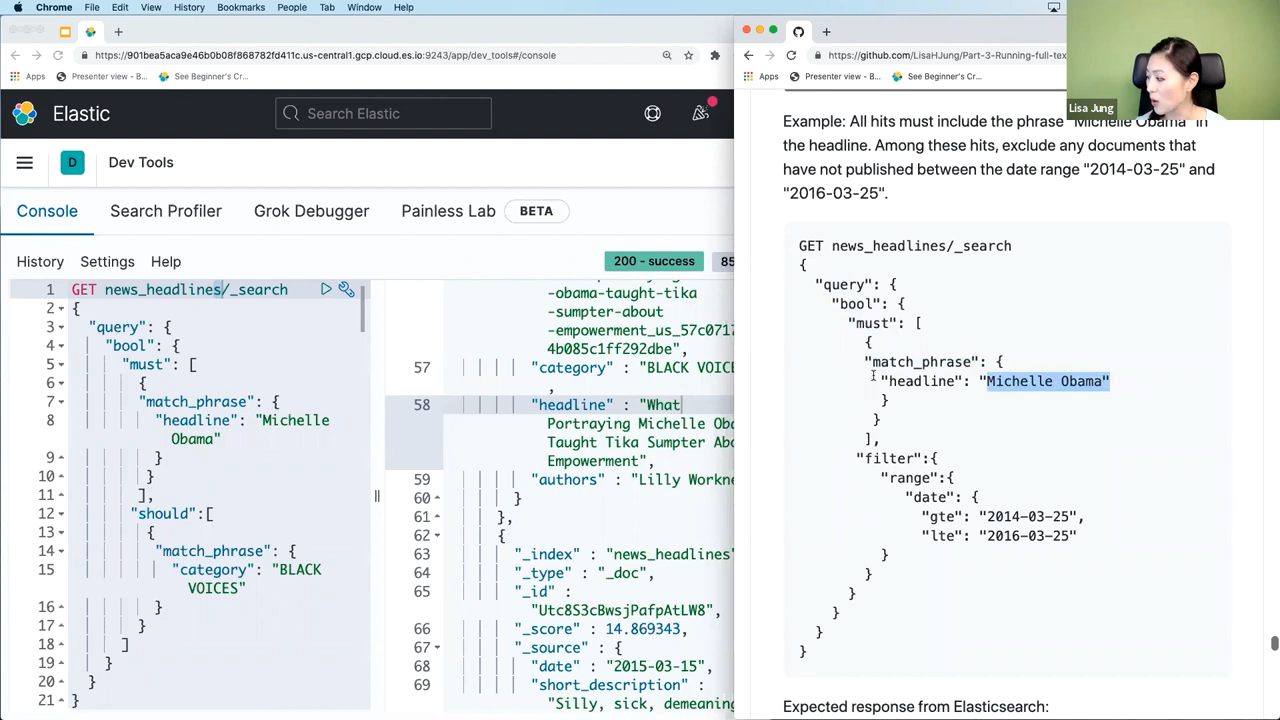 Chrome File Edit View History Bookmarks People Tab Window Help
https://901bea5aca9e46b0b08f868782fd411c.us-central1.gcp.cloud.es.io:9243/app/dev_tools#/console
Apps Presenter view - B... See Beginner's Cr...
Elastic
Search Elastic
D
Dev Tools
Console
Search Profiler
Grok Debugger
Painless Lab
BETA
History
Settings
Help
200 - success
85
1 GET news_headlines/_search
2 {
3 "query": {
4 "bool": {
5 "must": [
6 {
7 "match_phrase": {
8 "headline": "Michelle
Obama"
9 }
10 }
11 ],
12 "should":[
13 {
14 "match_phrase": {
15 "category": "BLACK
VOICES"
16 }
17 }
18 ]
19 }
20 }
21 }
-obama-taught-tika
-sumpter-about
-empowerment_us_57c0717
4b085c1ff292dbe",
57 "category" : "BLACK VOICE
,
58 "headline" : "What
Portraying Michelle Oba
Taught Tika Sumpter Abo
Empowerment",
59 "authors" : "Lilly Workne
60 }
61 },
62 {
63 "_index" : "news_headlines"
64 "_type" : "_doc",
65 "_id" :
"Utc8S3cBwsjPafpAtLW8",
66 "_score" : 14.869343,
67 "_source" : {
68 "date" : "2015-03-15",
69 "short_description" :
"Silly, sick, demeaning
https://github.com/LisaHJung/Part-3-Running-full-tex
Apps Presenter view - B... See Beginner's Cr...
Lisa Jung
Example: All hits must include the phrase "Michelle Obama" in
the headline. Among these hits, exclude any documents that
have not published between the date range "2014-03-25" and
"2016-03-25".
GET news_headlines/_search
{
"query": {
"bool": {
"must": [
{
"match_phrase": {
"headline": "Michelle Obama"
}
}
],
"filter":{
"range":{
"date": {
"gte": "2014-03-25",
"lte": "2016-03-25"
}
}
}
}
}
}
Expected response from Elasticsearch: